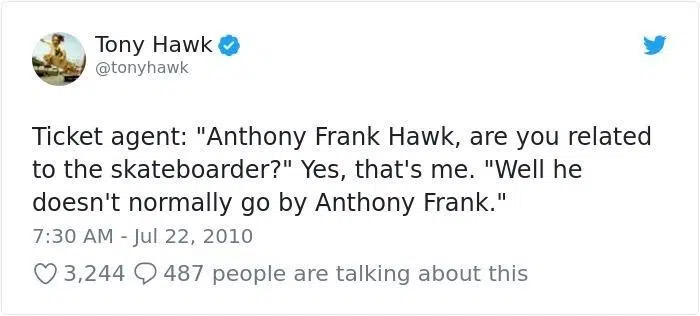 Tony Hawk
@tonyhawk
Ticket agent: "Anthony Frank Hawk, are you related
to the skateboarder?" Yes, that's me. "Well he
doesn't normally go by Anthony Frank."
7:30 AM - Jul 22, 2010
3,244 487 people are talking about this